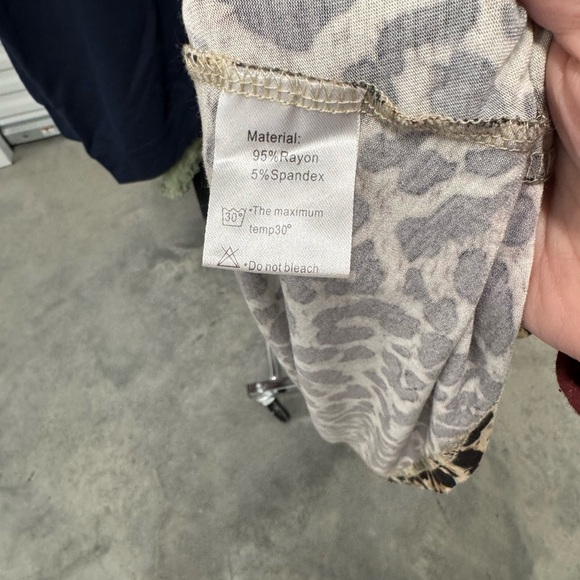 Material:
95%Rayon
5%Spandex
30° •The maximum
temp30°
•Do not bleach